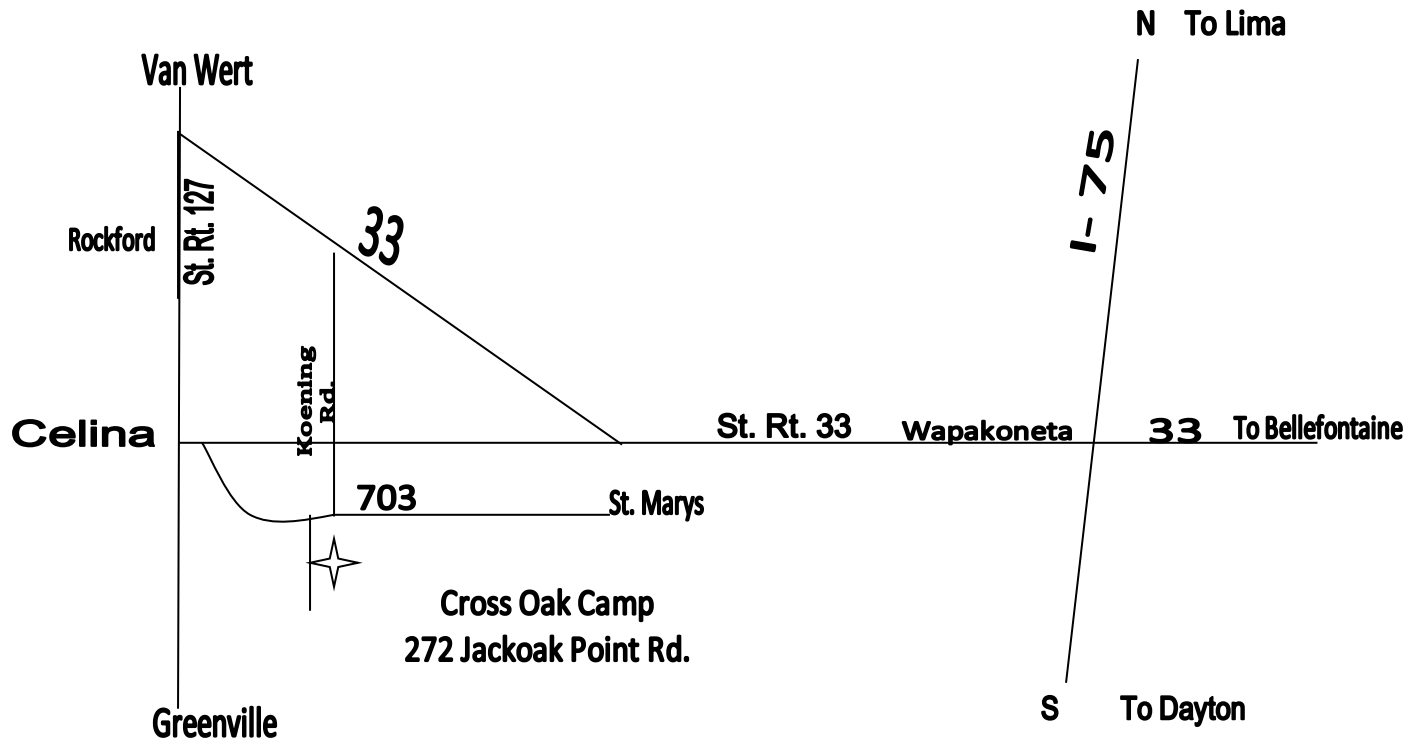 N To Lima
Van Wert
I- 75
St. Rt. 127
33
Rockford
Koening
Rd.
Celina
St. Rt. 33
Wapakoneta
33
To Bellefontaine
703
St. Marys
Cross Oak Camp
272 Jackoak Point Rd.
Greenville
S To Dayton